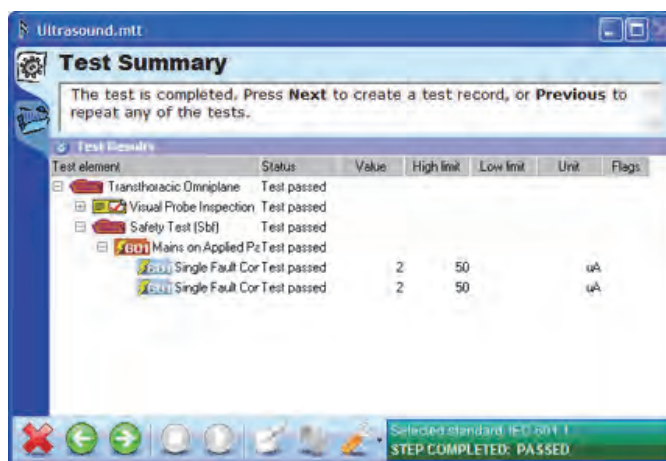 Ultrasound.mtt
Test Summary
The test is completed. Press Next to create a test record, or Previous to
repeat any of the tests.
Test Results
Test element Status Value High limit Low limit Unit Flags
Transthoracic Omniplane Test passed
Visual Probe Inspection Test passed
Safety Test (Sbf) Test passed
601 Mains on Applied Pa Test passed
601 Single Fault Cor Test passed 2 50 uA
601 Single Fault Cor Test passed 2 50 uA
Selected standard: IEC 601.1
STEP COMPLETED: PASSED